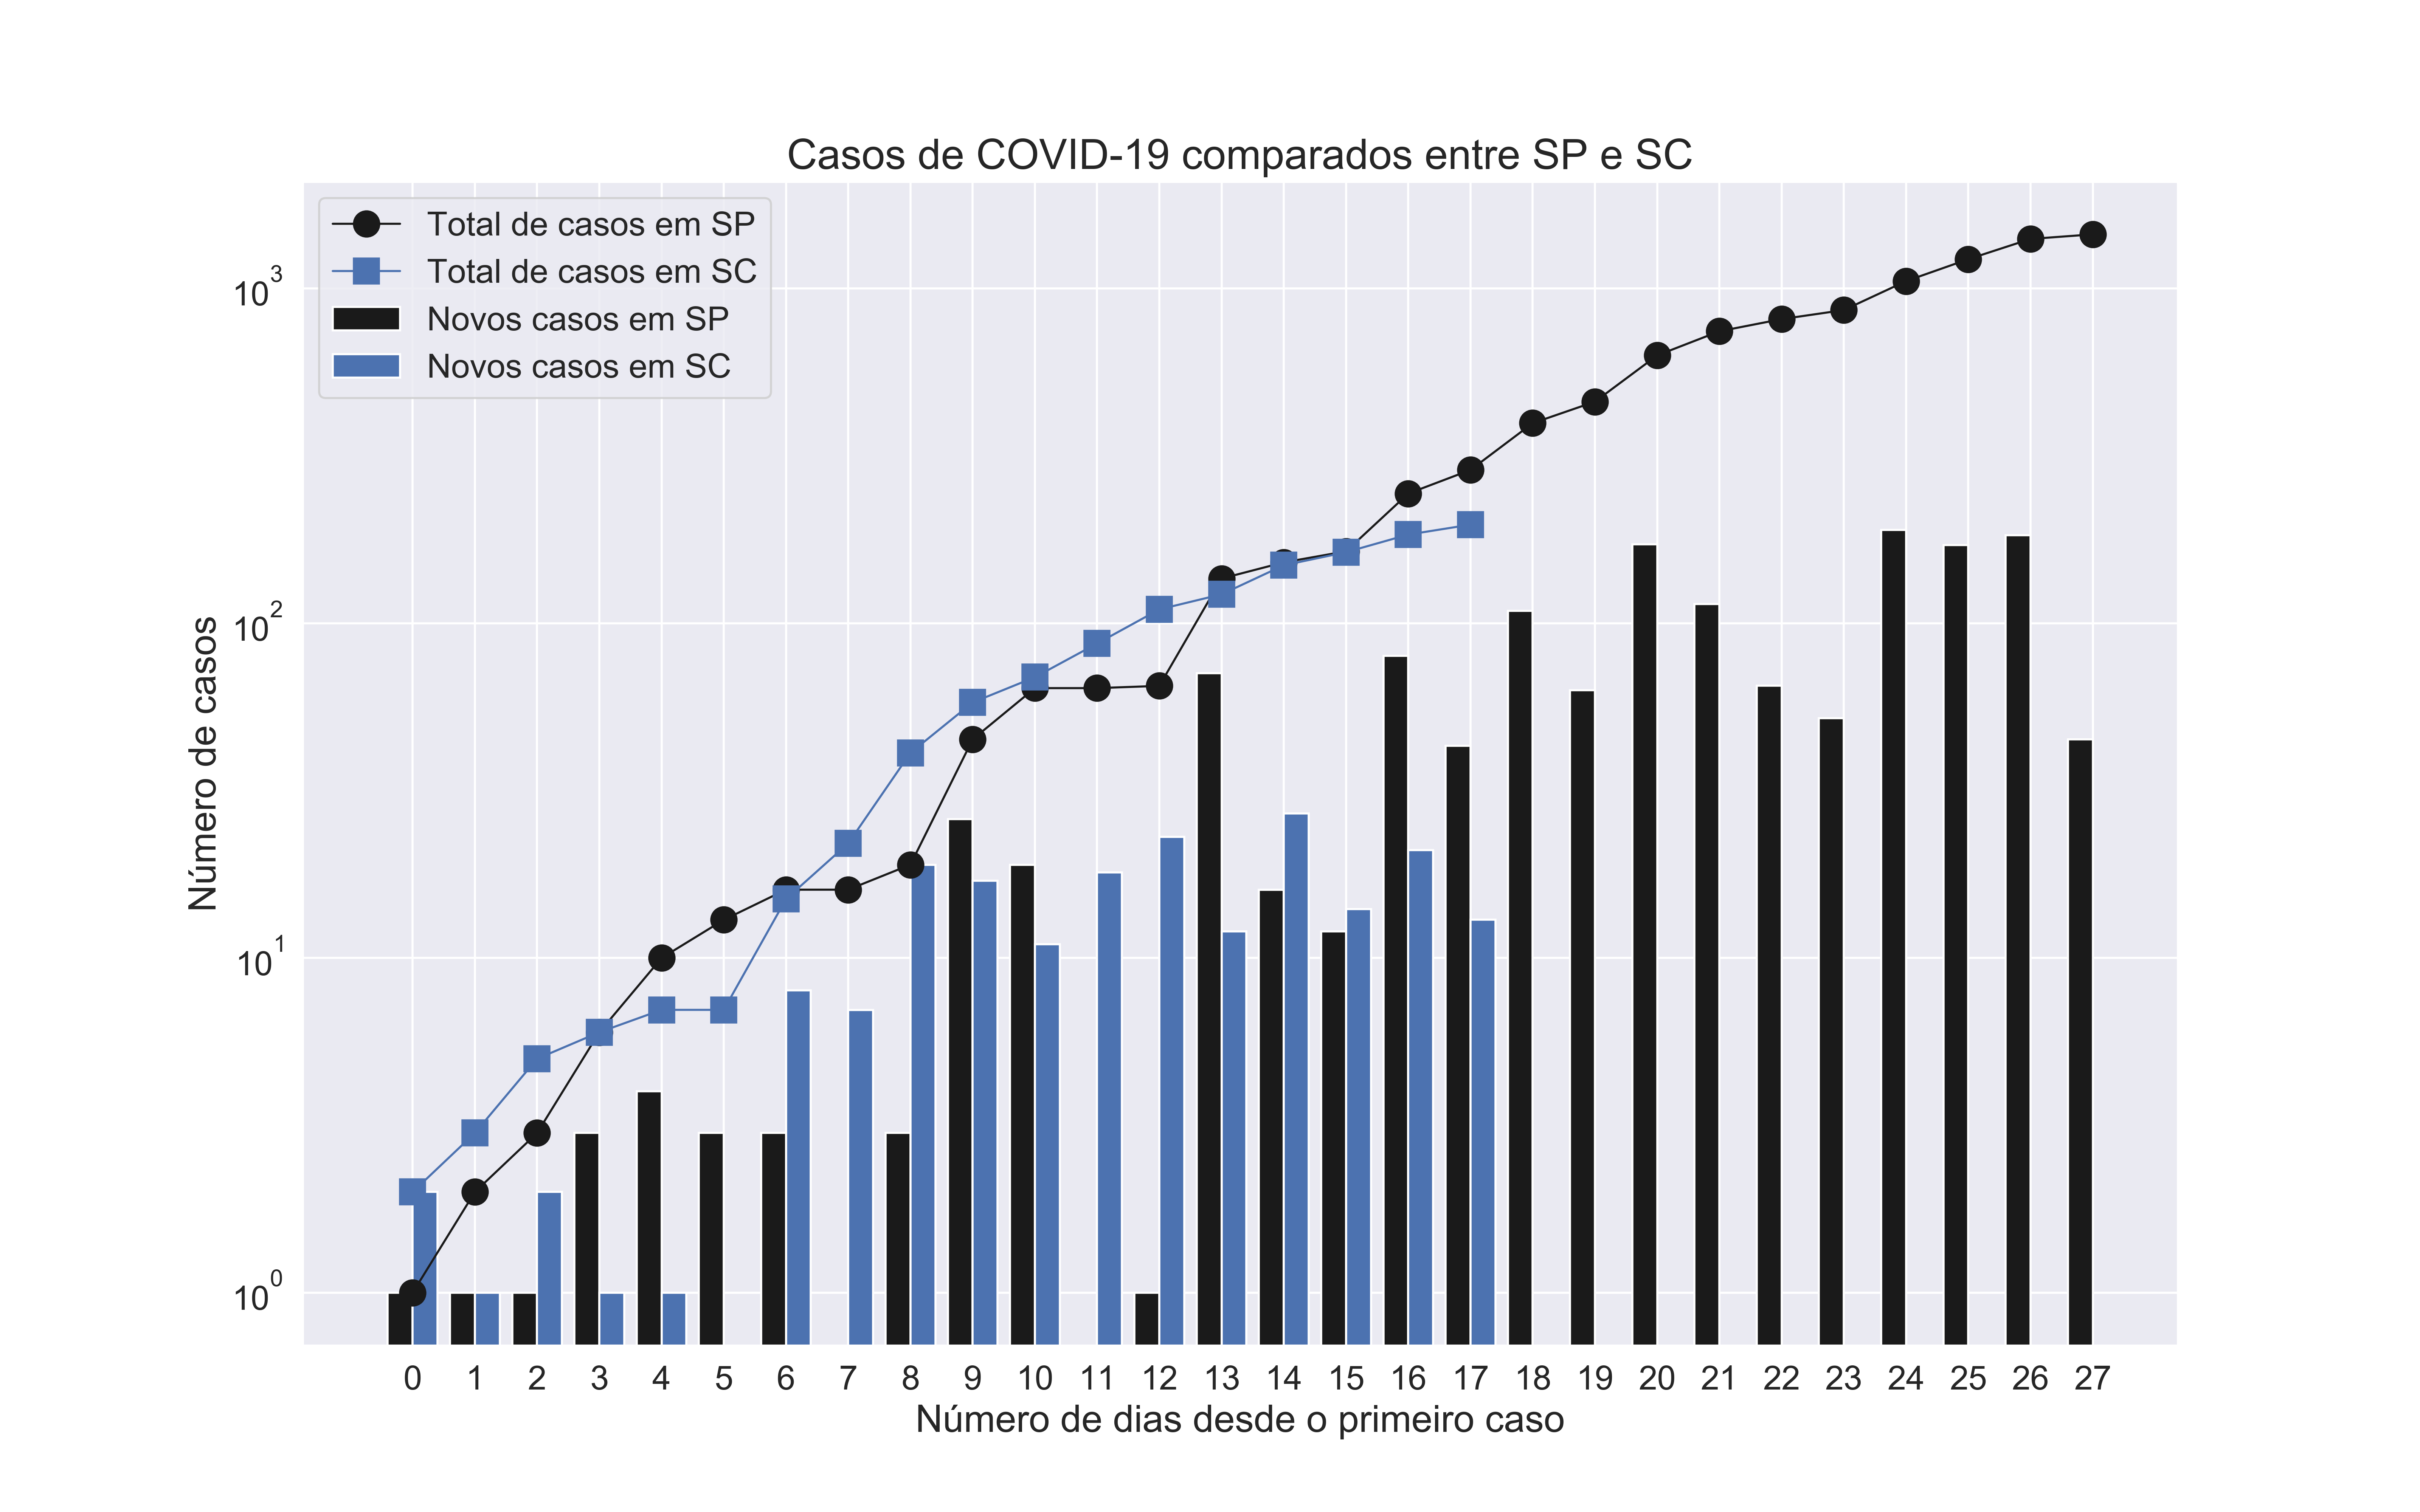 Casos de COVID-19 comparados entre SP e SC
Total de casos em SP
Total de casos em SC
Novos casos em SP
Novos casos em SC
Número de casos
10³
10²
10¹
10⁰
0 1 2 3 4 5 6 7 8 9 10 11 12 13 14 15 16 17 18 19 20 21 22 23 24 25 26 27
Número de dias desde o primeiro caso